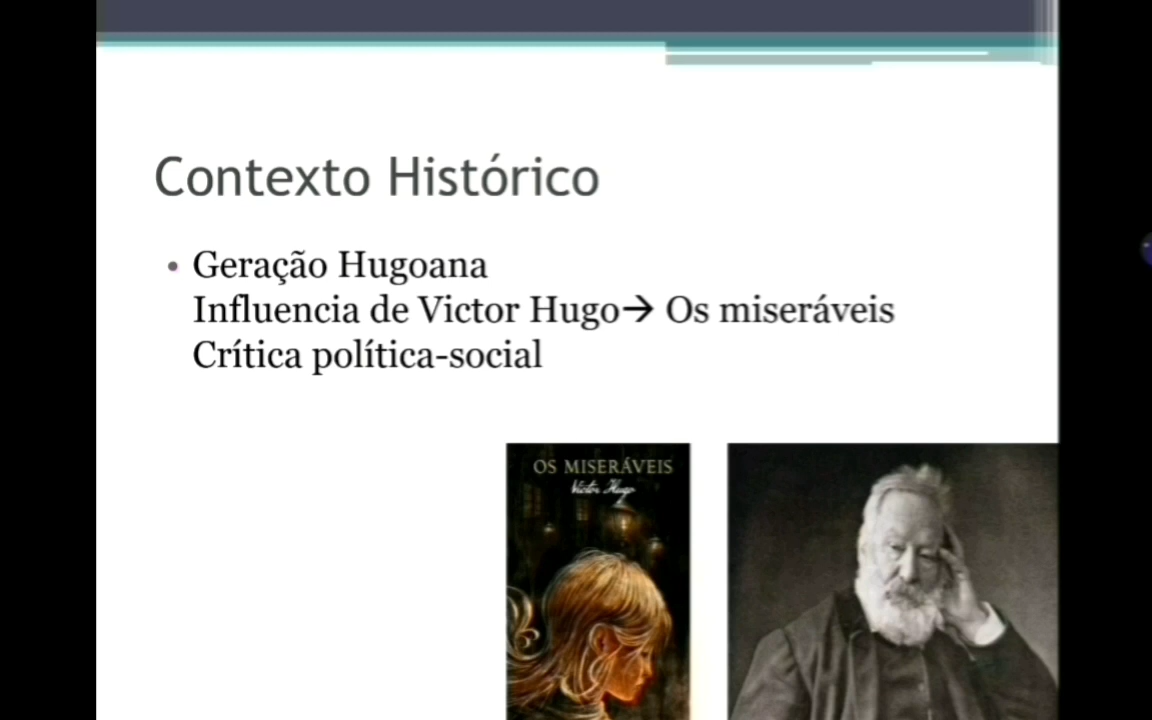 Contexto Histórico
• Geração Hugoana
Influencia de Victor Hugo→ Os miseráveis
Crítica política-social
OS MISERÁVEIS
Victor Hugo